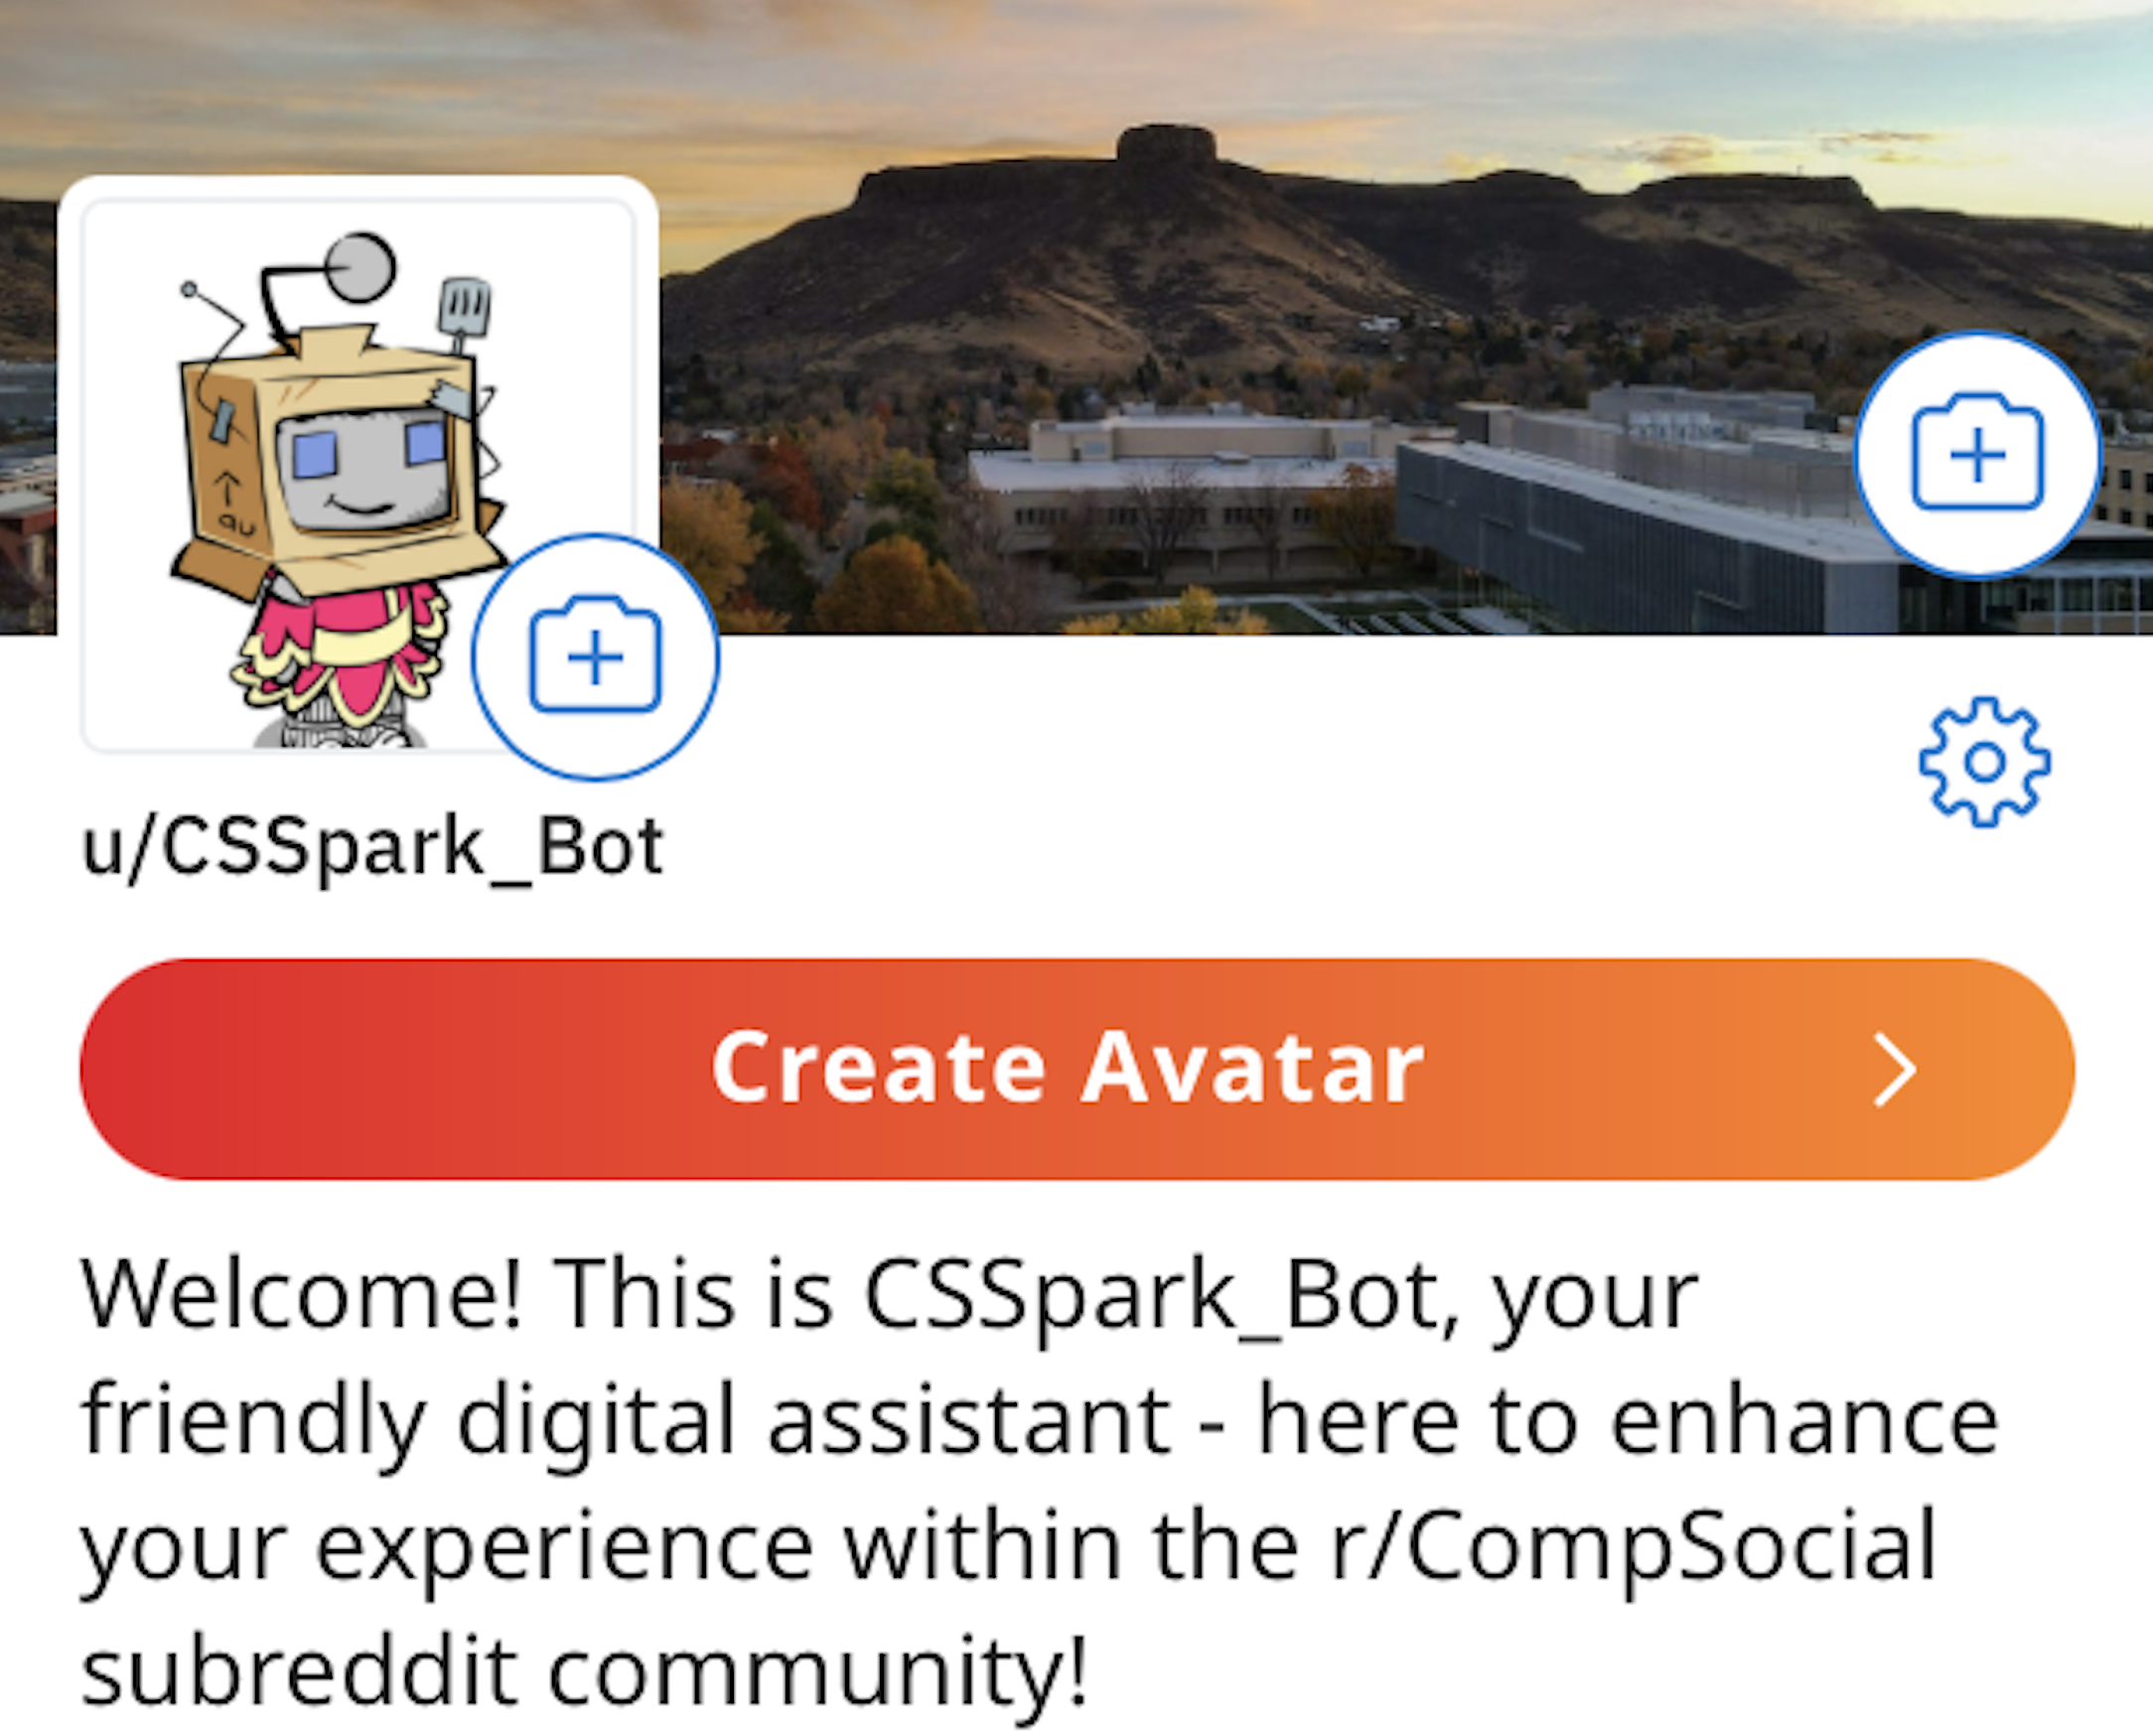 u/CSSpark_Bot
Create Avatar
Welcome! This is CSSpark_Bot, your
friendly digital assistant - here to enhance
your experience within the r/CompSocial
subreddit community!